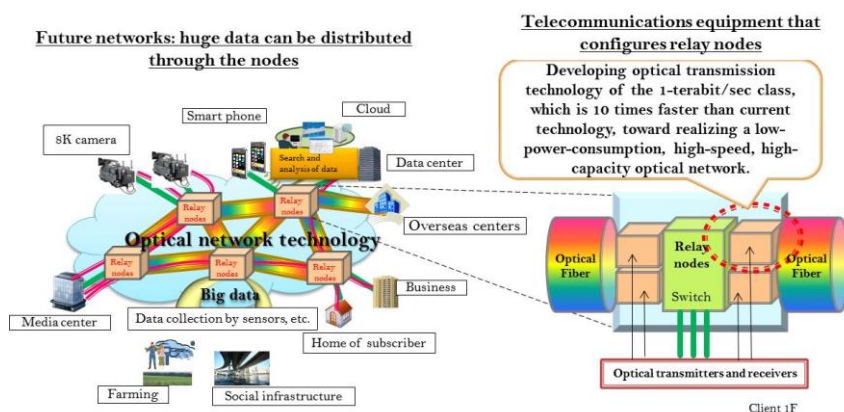 Future networks: huge data can be distributed
through the nodes
Smart phone
Cloud
8K camera
Search and
analysis of data
Data center
Relay
nodes
Relay
nodes
Overseas centers
Optical network technology
Relay
nodes
Relay
nodes
Relay
nodes
Big data
Business
Media center
Data collection by sensors, etc.
Home of subscriber
Farming
Social infrastructure
Telecommunications equipment that
configures relay nodes
Developing optical transmission
technology of the 1-terabit/sec class,
which is 10 times faster than current
technology, toward realizing a low-
power-consumption, high-speed, high-
capacity optical network.
Optical
Fiber
Relay
nodes
Switch
Optical
Fiber
Optical transmitters and receivers
Client 1F